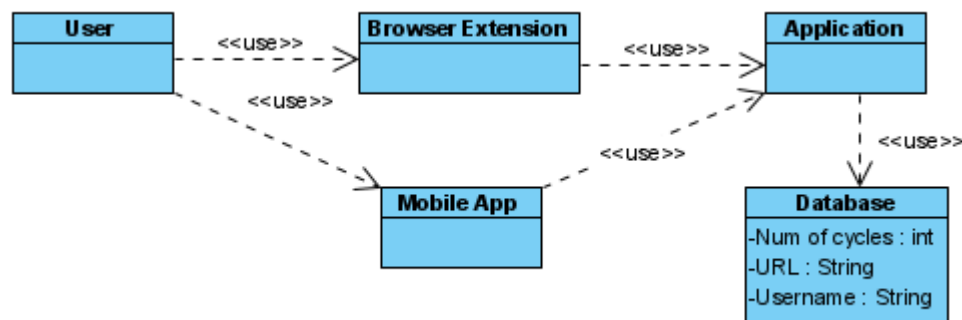 User
Browser Extension
Application
<<use>>
<<use>>
<<use>>
<<use>>
<<use>>
Mobile App
Database
-Num of cycles : int
-URL : String
-Username : String